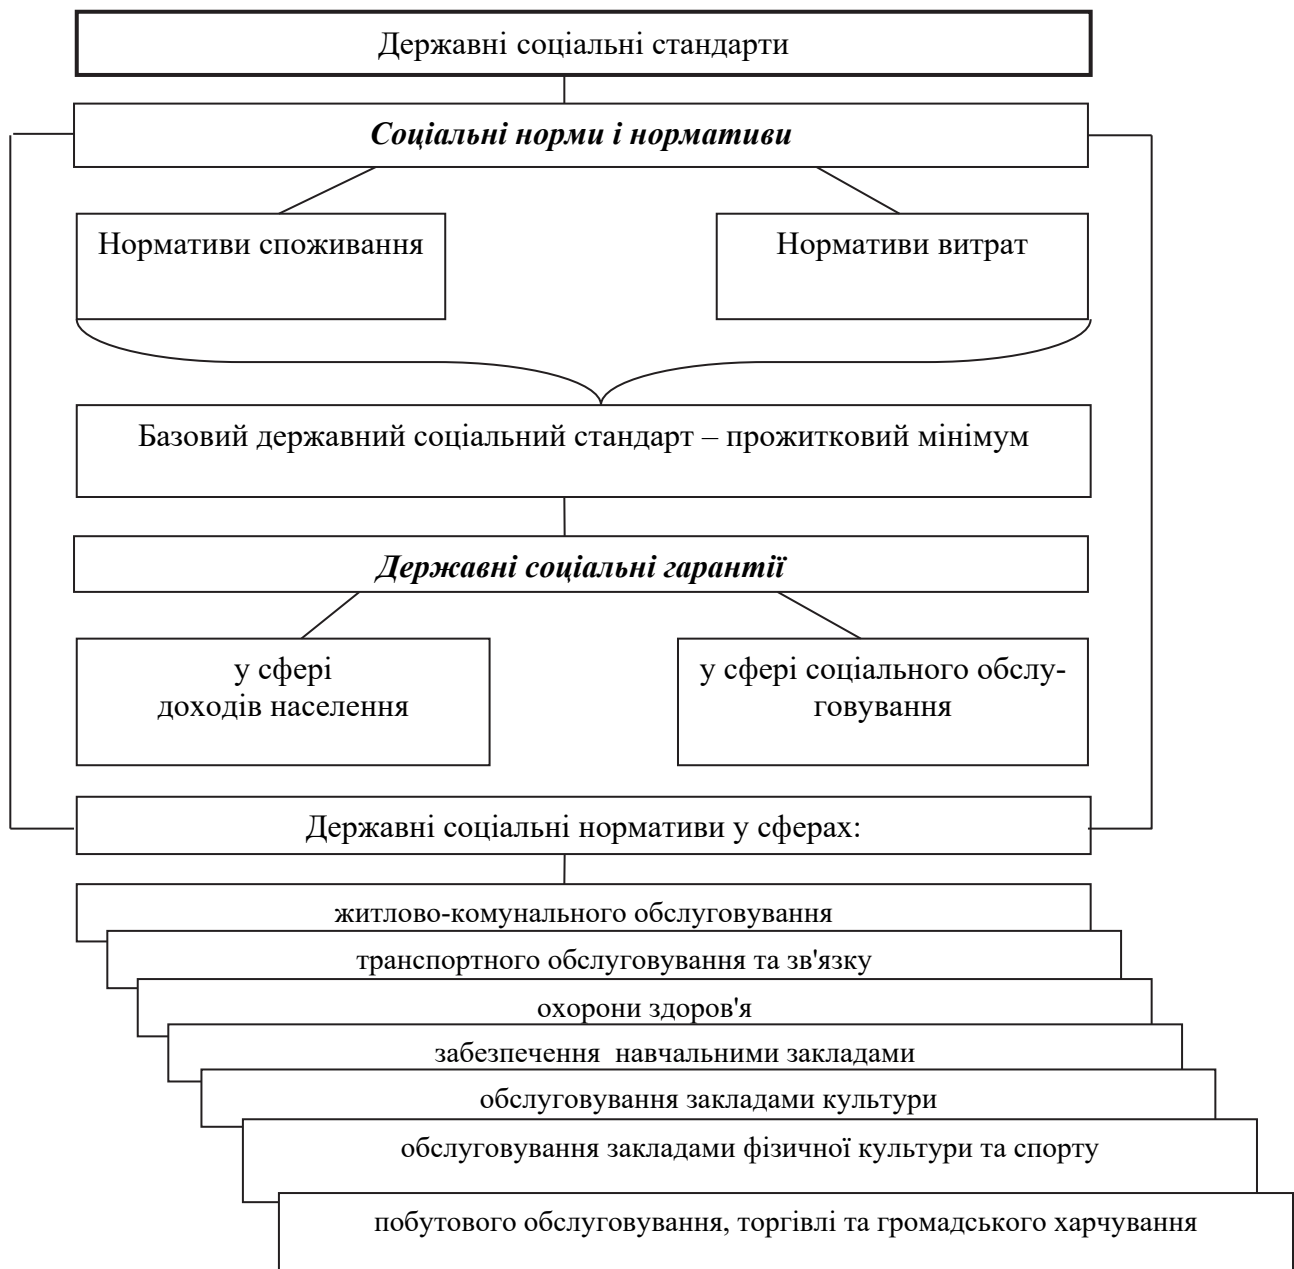 Державні соціальні стандарти
Соціальні норми і нормативи
Нормативи споживання
Нормативи витрат
Базовий державний соціальний стандарт – прожитковий мінімум
Державні соціальні гарантії
у сфері
доходів населення
у сфері соціального обслу-
говування
Державні соціальні нормативи у сферах:
житлово-комунального обслуговування
транспортного обслуговування та зв'язку
охорони здоров'я
забезпечення  навчальними закладами
обслуговування закладами культури
обслуговування закладами фізичної культури та спорту
побутового обслуговування, торгівлі та громадського харчування